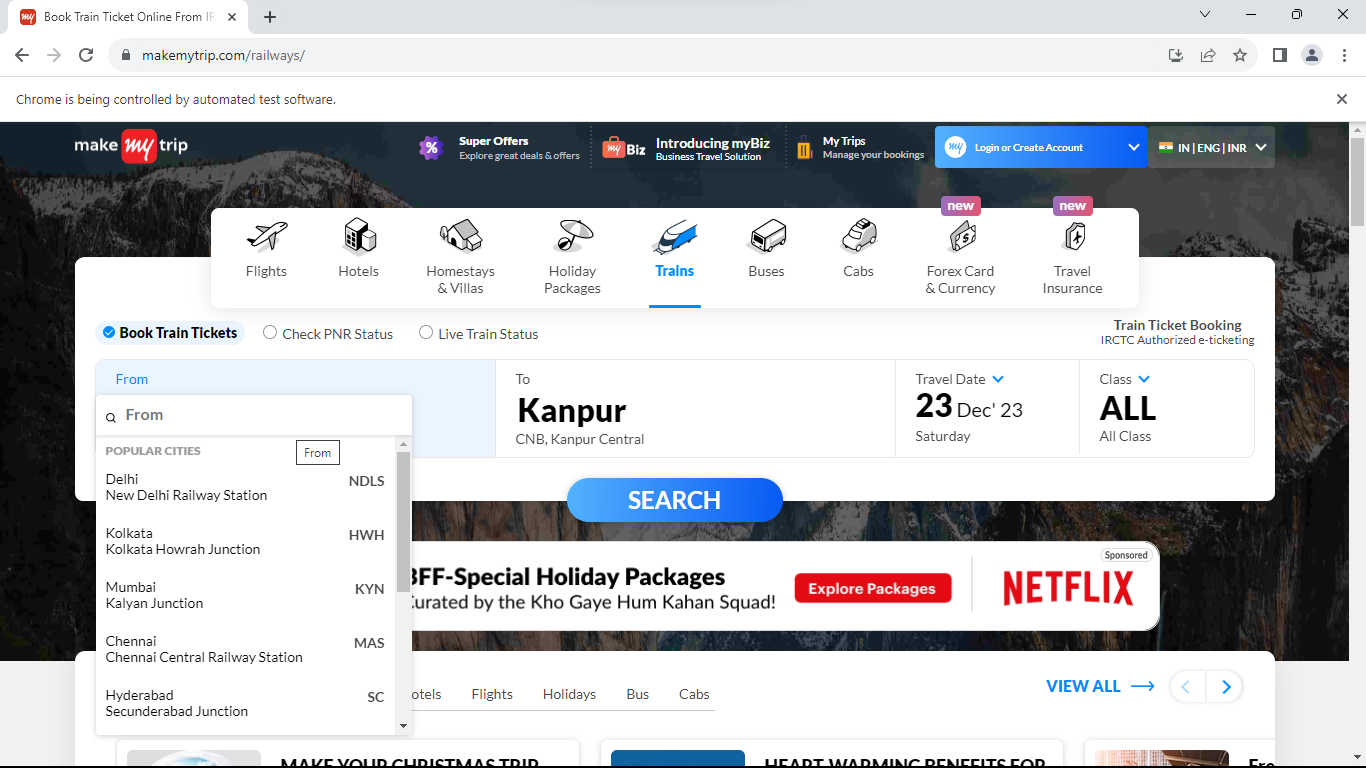 Book Train Ticket Online From IR
makemytrip.com/railways/
Chrome is being controlled by automated test software.
make my trip
Super Offers
Explore great deals & offers
my Biz
Introducing myBiz
Business Travel Solution
My Trips
Manage your bookings
my
Login or Create Account
IN | ENG | INR
new
new
Flights
Hotels
Homestays
& Villas
Holiday
Packages
Trains
Buses
Cabs
Forex Card
& Currency
Travel
Insurance
Book Train Tickets
Check PNR Status
Live Train Status
Train Ticket Booking
IRCTC Authorized e-ticketing
From
To
Kanpur
CNB, Kanpur Central
Travel Date
23 Dec' 23
Saturday
Class
ALL
All Class
From
POPULAR CITIES
From
Delhi
New Delhi Railway Station
NDLS
Kolkata
Kolkata Howrah Junction
HWH
Mumbai
Kalyan Junction
KYN
Chennai
Chennai Central Railway Station
MAS
Hyderabad
Secunderabad Junction
SC
SEARCH
BFF-Special Holiday Packages
Curated by the Kho Gaye Hum Kahan Squad!
Explore Packages
Sponsored
NETFLIX
otels
Flights
Holidays
Bus
Cabs
VIEW ALL
MAKE YOUR CHRISTMAS TRIP
HEART-WARMING BENEFITS FOR
Fre